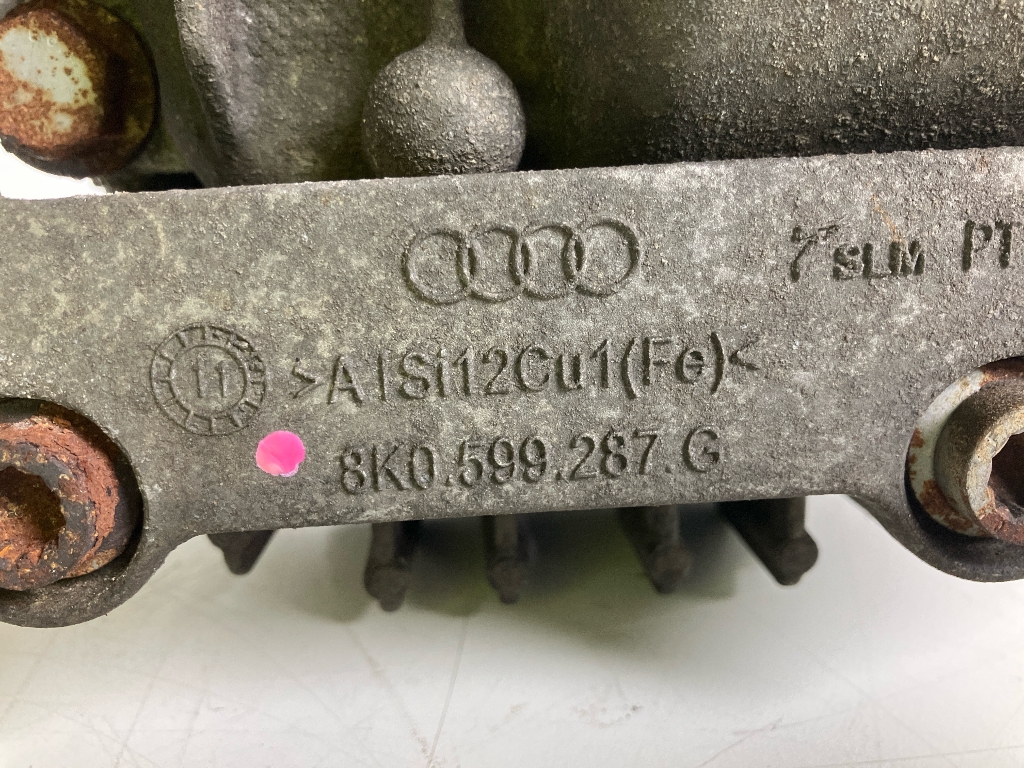 SLM PT
11
>AlSi12Cu1(Fe)<
8K0.599.287.G